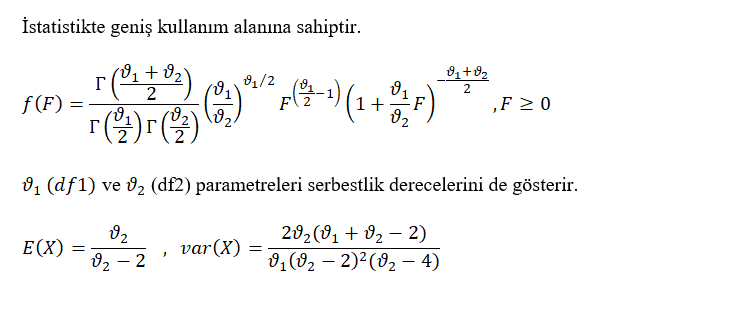 İstatistikte geniş kullanım alanına sahiptir.
f(F) = Γ((ϑ₁ + ϑ₂)/2) / (Γ(ϑ₁/2) Γ(ϑ₂/2)) (ϑ₁/ϑ₂)^(ϑ₁/2) F^(ϑ₁/2 − 1) (1 + (ϑ₁/ϑ₂)F)^(−(ϑ₁+ϑ₂)/2) , F ≥ 0
ϑ₁ (df1) ve ϑ₂ (df2) parametreleri serbestlik derecelerini de gösterir.
E(X) = ϑ₂/(ϑ₂ − 2) , var(X) = 2ϑ₂(ϑ₁ + ϑ₂ − 2) / (ϑ₁(ϑ₂ − 2)²(ϑ₂ − 4))